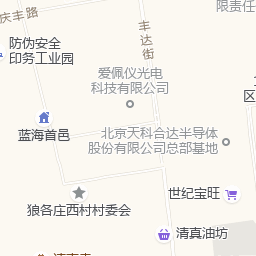 庆丰路
限责任
丰达街
防伪安全
印务工业园
爱佩仪光电
科技有限公司
区
蓝海首邑
北京天科合达半导体
股份有限公司总部基地
世纪宝旺
狼各庄西村村委会
清真油坊